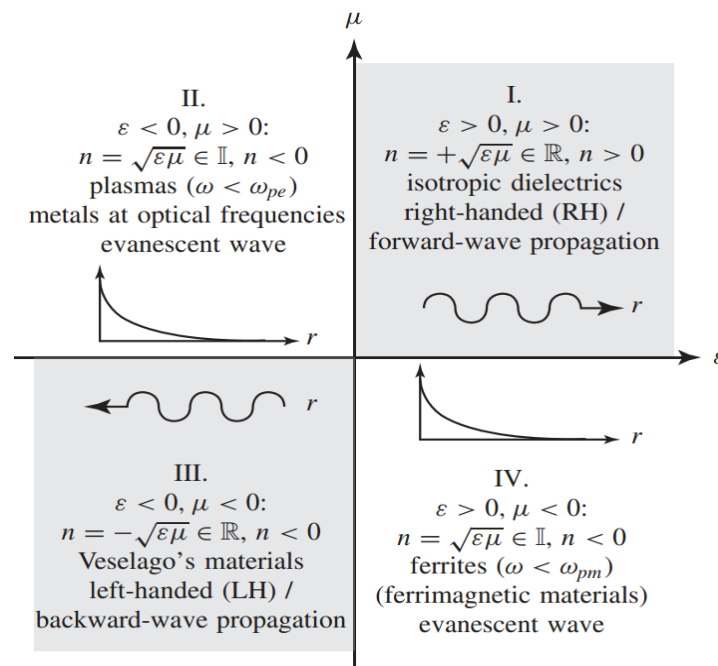 μ
II.
ε < 0, μ > 0:
n = √εμ ∈ 𝕀, n < 0
plasmas (ω < ωₚₑ)
metals at optical frequencies
evanescent wave
r
I.
ε > 0, μ > 0:
n = +√εμ ∈ ℝ, n > 0
isotropic dielectrics
right-handed (RH) /
forward-wave propagation
r
ε
r
III.
ε < 0, μ < 0:
n = −√εμ ∈ ℝ, n < 0
Veselago's materials
left-handed (LH) /
backward-wave propagation
r
IV.
ε > 0, μ < 0:
n = √εμ ∈ 𝕀, n < 0
ferrites (ω < ωₚₘ)
(ferrimagnetic materials)
evanescent wave